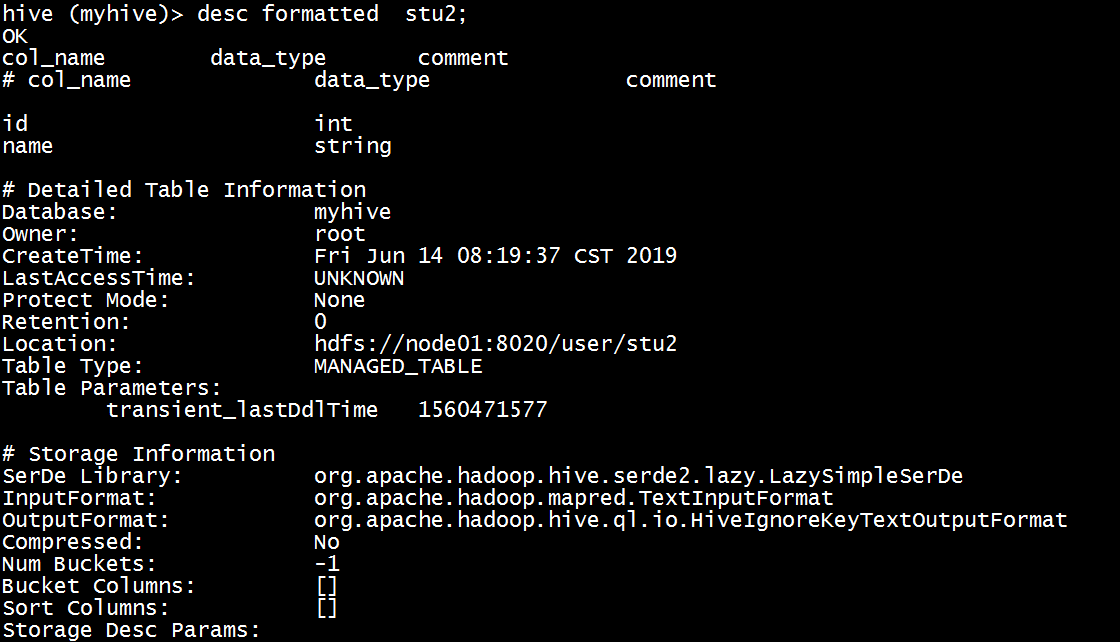 hive (myhive)> desc formatted  stu2;
OK
col_name        data_type       comment
# col_name              data_type               comment
id                      int
name                    string
# Detailed Table Information
Database:               myhive
Owner:                  root
CreateTime:             Fri Jun 14 08:19:37 CST 2019
LastAccessTime:         UNKNOWN
Protect Mode:           None
Retention:              0
Location:               hdfs://node01:8020/user/stu2
Table Type:             MANAGED_TABLE
Table Parameters:
        transient_lastDdlTime   1560471577
# Storage Information
SerDe Library:          org.apache.hadoop.hive.serde2.lazy.LazySimpleSerDe
InputFormat:            org.apache.hadoop.mapred.TextInputFormat
OutputFormat:           org.apache.hadoop.hive.ql.io.HiveIgnoreKeyTextOutputFormat
Compressed:             No
Num Buckets:            -1
Bucket Columns:         []
Sort Columns:           []
Storage Desc Params: